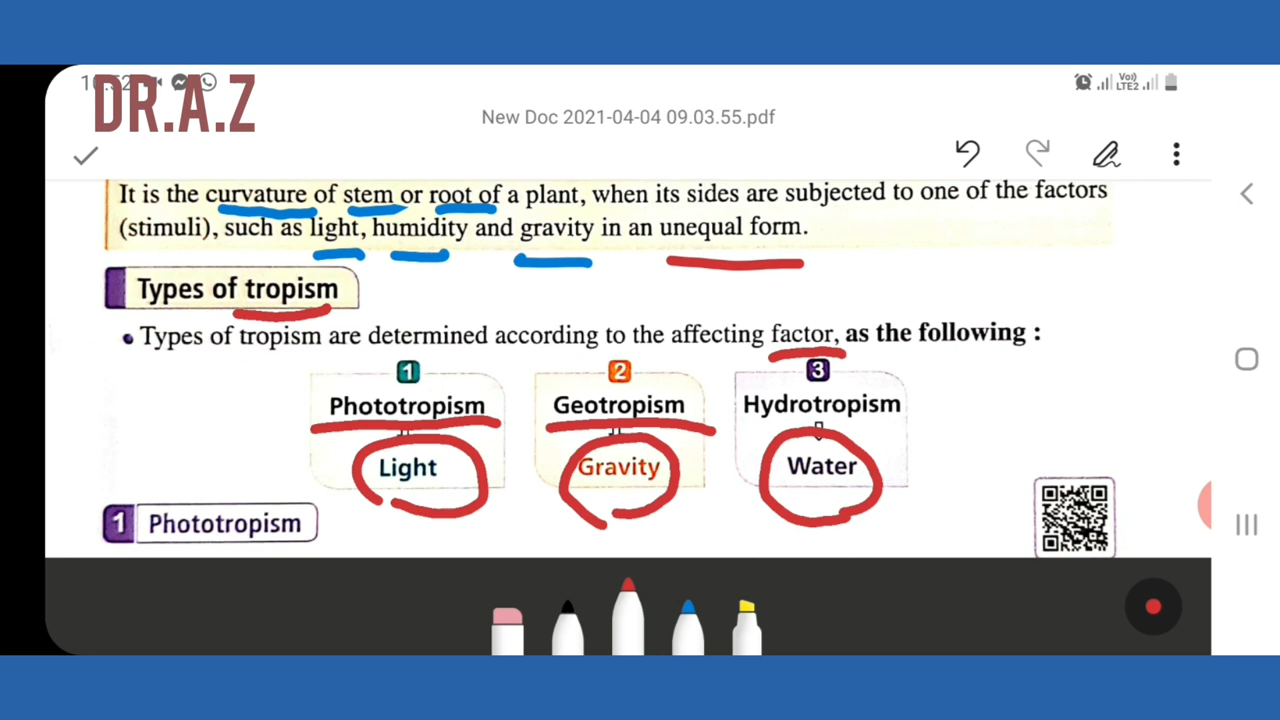 DR.A.Z
Vo))
LTE2
New Doc 2021-04-04 09.03.55.pdf
It is the curvature of stem or root of a plant, when its sides are subjected to one of the factors
(stimuli), such as light, humidity and gravity in an unequal form.
Types of tropism
• Types of tropism are determined according to the affecting factor, as the following :
1 2 3
Phototropism Geotropism Hydrotropism
Light Gravity Water
1 Phototropism